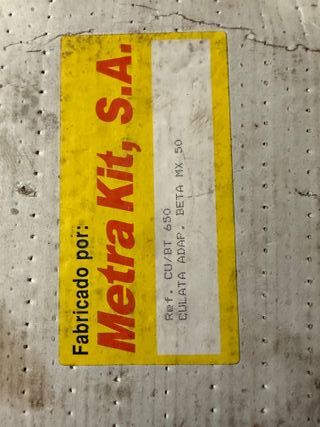 Fabricado por:
Metra Kit, S.A.
Ref. CU/BT 650
CULATA ADAP. BETA MX 50